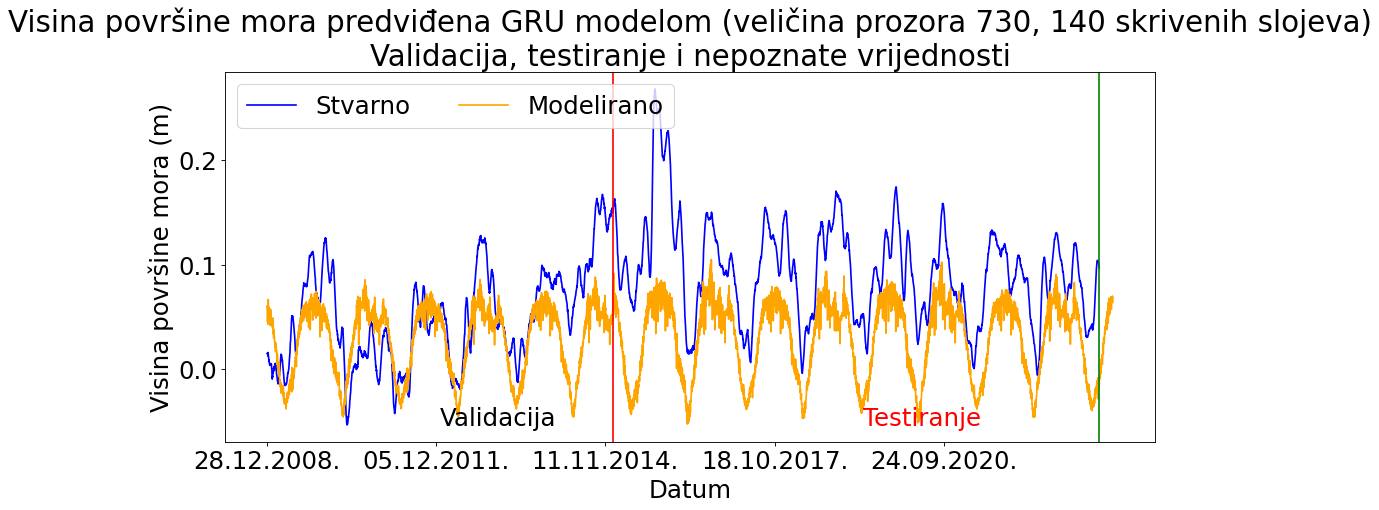 Visina površine mora predviđena GRU modelom (veličina prozora 730, 140 skrivenih slojeva)
Validacija, testiranje i nepoznate vrijednosti
Stvarno
Modelirano
Visina površine mora (m)
0.2
0.1
0.0
Validacija
Testiranje
28.12.2008.
05.12.2011.
11.11.2014.
18.10.2017.
24.09.2020.
Datum